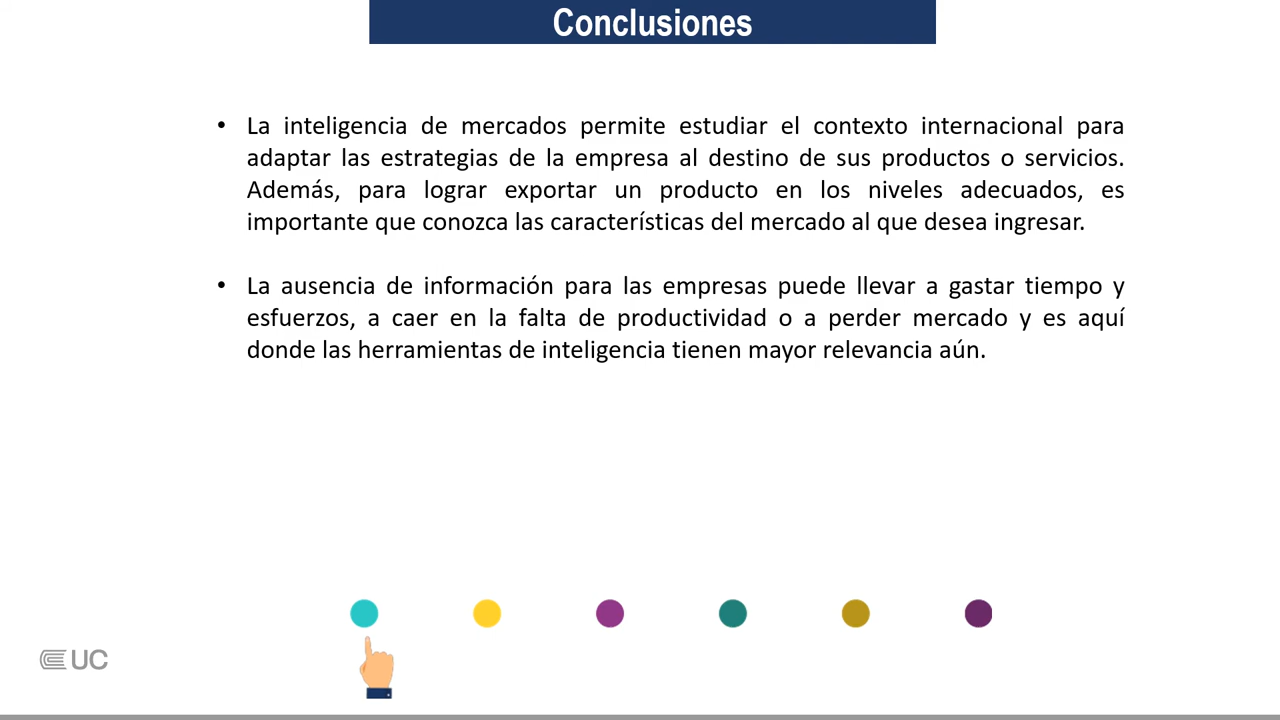 Conclusiones
• La inteligencia de mercados permite estudiar el contexto internacional para
adaptar las estrategias de la empresa al destino de sus productos o servicios.
Además, para lograr exportar un producto en los niveles adecuados, es
importante que conozca las características del mercado al que desea ingresar.
• La ausencia de información para las empresas puede llevar a gastar tiempo y
esfuerzos, a caer en la falta de productividad o a perder mercado y es aquí
donde las herramientas de inteligencia tienen mayor relevancia aún.
UC